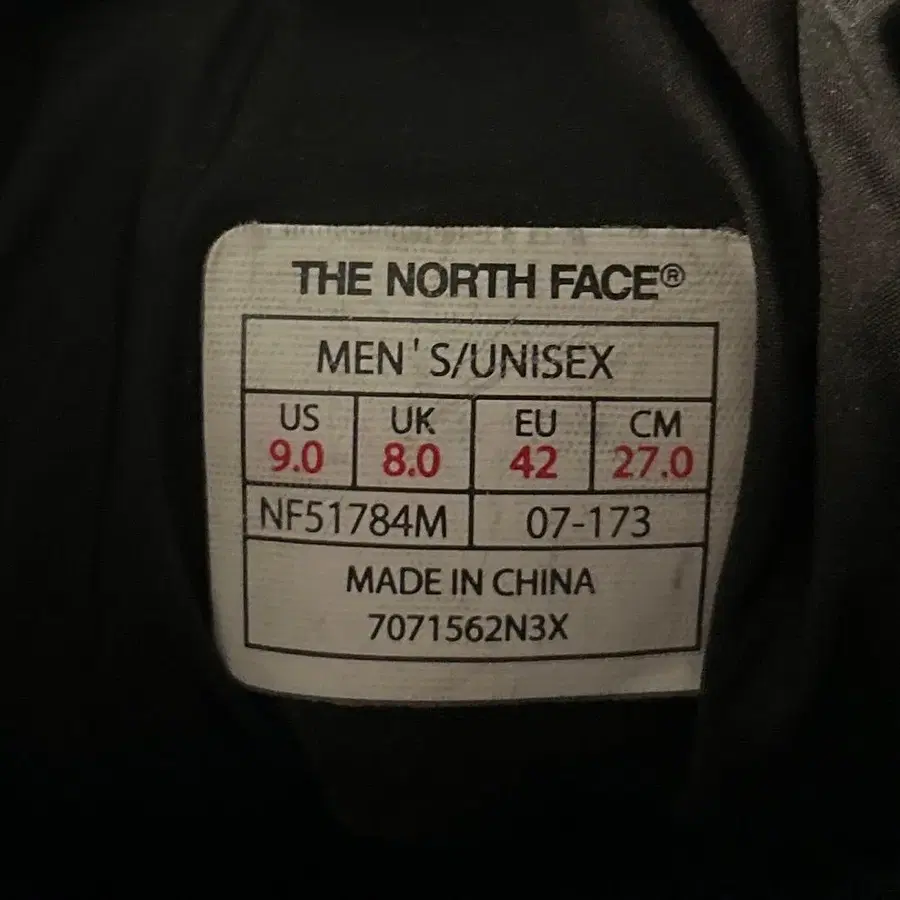 THE NORTH FACE®
MEN'S/UNISEX
US UK EU CM
9.0 8.0 42 27.0
NF51784M 07-173
MADE IN CHINA
7071562N3X